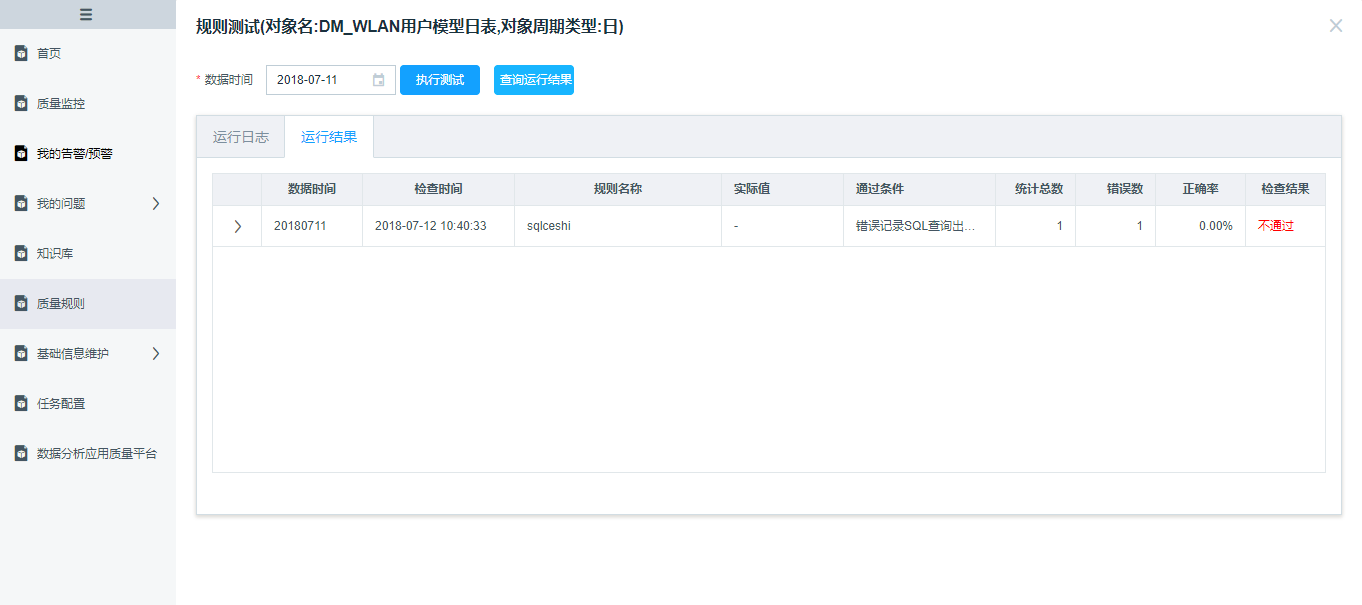 规则测试(对象名:DM_WLAN用户模型日表,对象周期类型:日)
首页
质量监控
我的告警/预警
我的问题
知识库
质量规则
基础信息维护
任务配置
数据分析应用质量平台
* 数据时间 2018-07-11 执行测试 查询运行结果
运行日志 运行结果
数据时间 检查时间 规则名称 实际值 通过条件 统计总数 错误数 正确率 检查结果
20180711 2018-07-12 10:40:33 sqlceshi - 错误记录SQL查询出... 1 1 0.00% 不通过